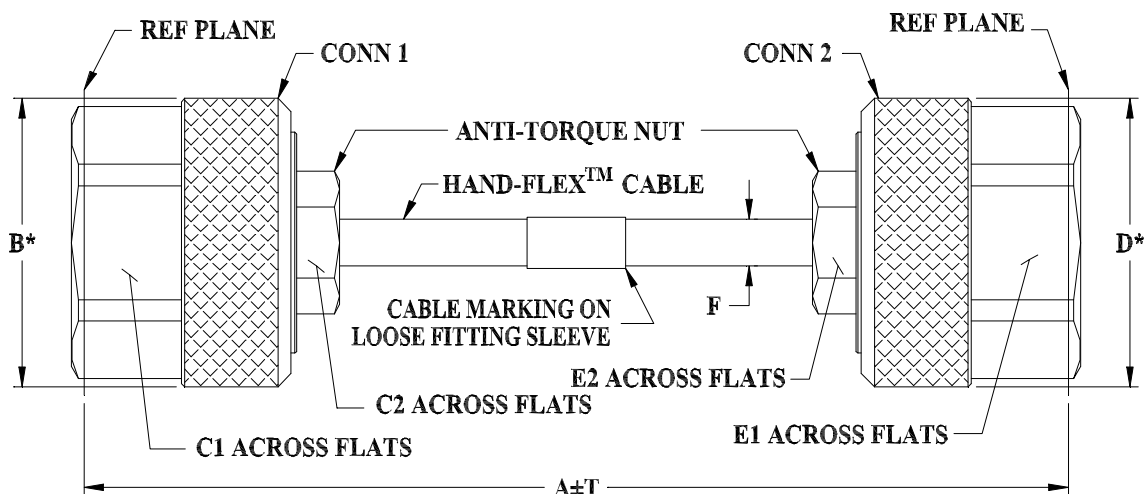 REF PLANE
REF PLANE
CONN 1
CONN 2
ANTI-TORQUE NUT
HAND-FLEX™ CABLE
B*
D*
F
CABLE MARKING ON
LOOSE FITTING SLEEVE
E2 ACROSS FLATS
C2 ACROSS FLATS
E1 ACROSS FLATS
C1 ACROSS FLATS
A±T